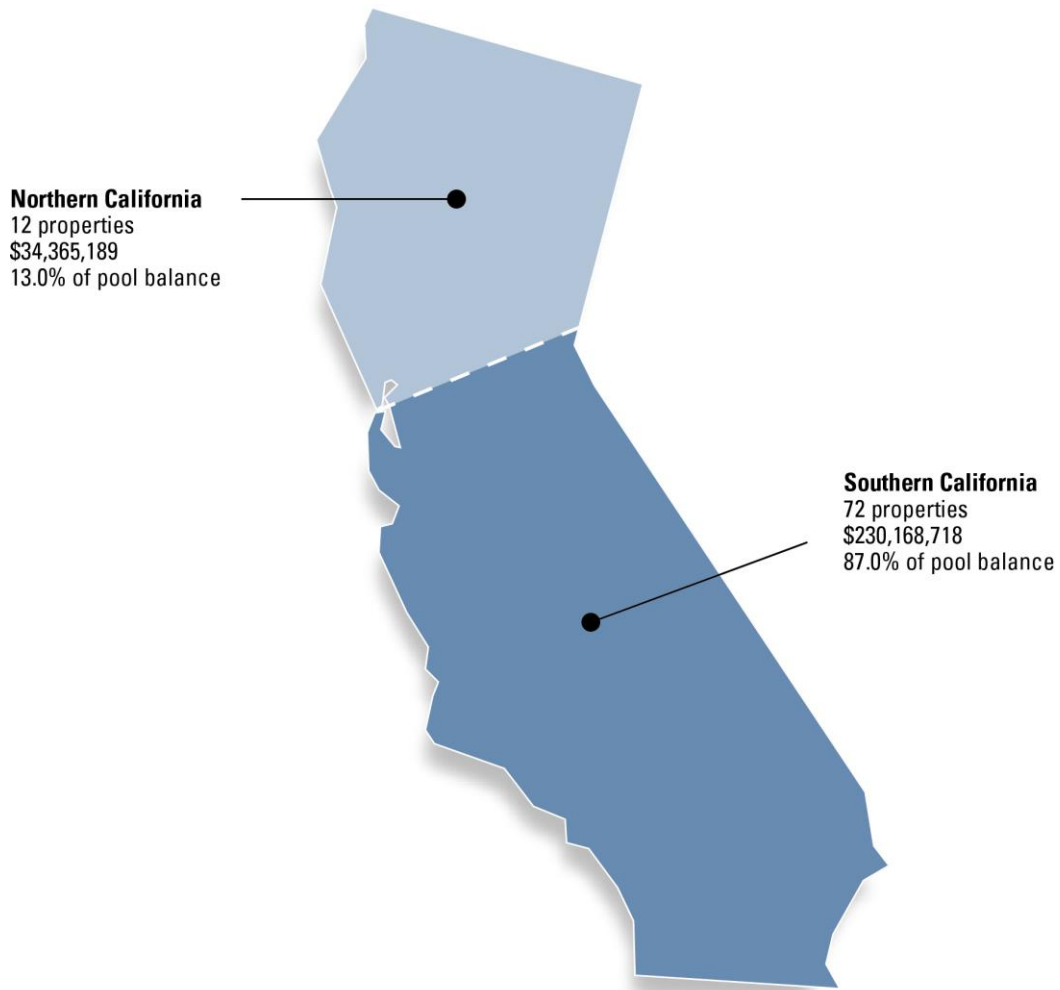 Northern California
12 properties
$34,365,189
13.0% of pool balance
Southern California
72 properties
$230,168,718
87.0% of pool balance